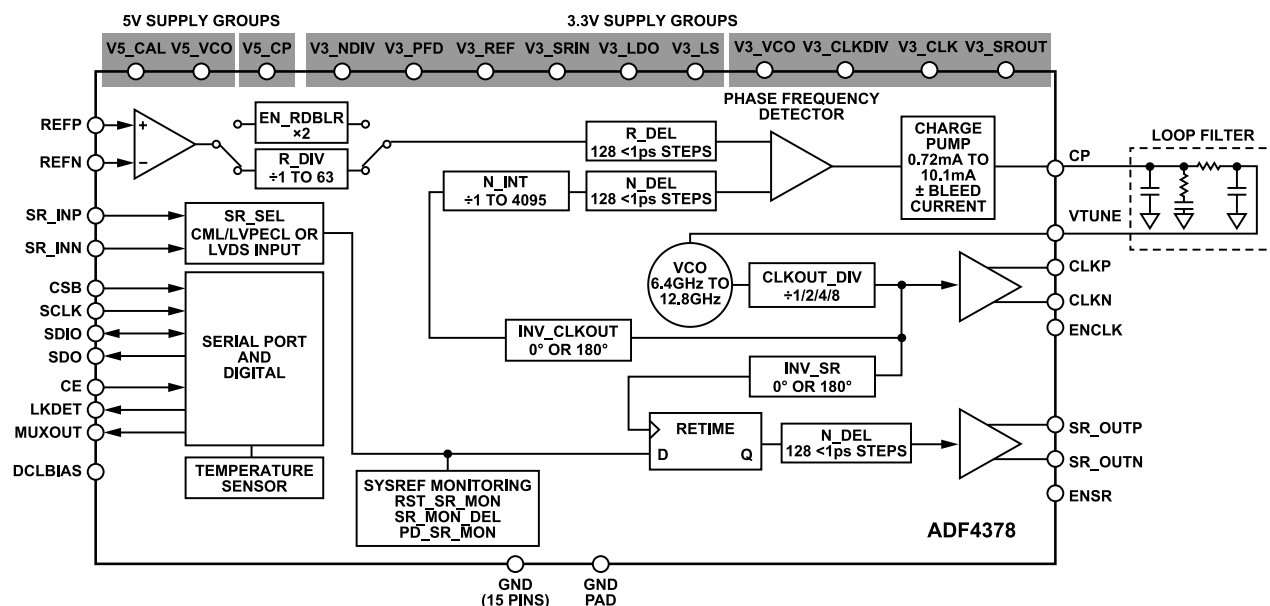 5V SUPPLY GROUPS
3.3V SUPPLY GROUPS
V5_CAL V5_VCO V5_CP V3_NDIV V3_PFD V3_REF V3_SRIN V3_LDO V3_LS V3_VCO V3_CLKDIV V3_CLK V3_SROUT
REFP
REFN
+
–
EN_RDBLR
×2
R_DIV
÷1 TO 63
R_DEL
128 <1ps STEPS
N_INT
÷1 TO 4095
N_DEL
128 <1ps STEPS
PHASE FREQUENCY
DETECTOR
CHARGE
PUMP
0.72mA TO
10.1mA
± BLEED
CURRENT
CP
LOOP FILTER
VTUNE
SR_INP
SR_INN
SR_SEL
CML/LVPECL OR
LVDS INPUT
VCO
6.4GHz TO
12.8GHz
CLKOUT_DIV
÷1/2/4/8
CLKP
CLKN
ENCLK
CSB
SCLK
SDIO
SDO
CE
LKDET
MUXOUT
DCLBIAS
SERIAL PORT
AND
DIGITAL
TEMPERATURE
SENSOR
INV_CLKOUT
0° OR 180°
INV_SR
0° OR 180°
RETIME
D Q
N_DEL
128 <1ps STEPS
SR_OUTP
SR_OUTN
ENSR
SYSREF MONITORING
RST_SR_MON
SR_MON_DEL
PD_SR_MON
ADF4378
GND
(15 PINS)
GND
PAD